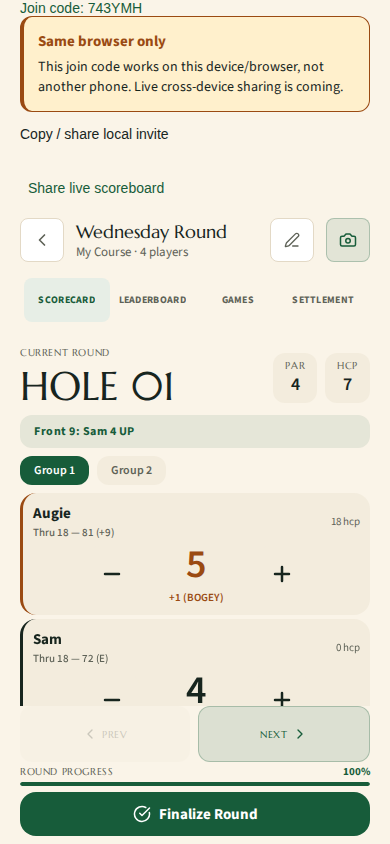 Join code: 743YMH
Same browser only
This join code works on this device/browser, not
another phone. Live cross-device sharing is coming.
Copy / share local invite
Share live scoreboard
Wednesday Round
My Course · 4 players
SCORECARD LEADERBOARD GAMES SETTLEMENT
CURRENT ROUND
HOLE 01
PAR
4
HCP
7
Front 9: Sam 4 UP
Group 1 Group 2
Augie
Thru 18 — 81 (+9)
18 hcp
− 5 +
+1 (BOGEY)
Sam
Thru 18 — 72 (E)
0 hcp
− 4 +
PREV NEXT
ROUND PROGRESS 100%
Finalize Round